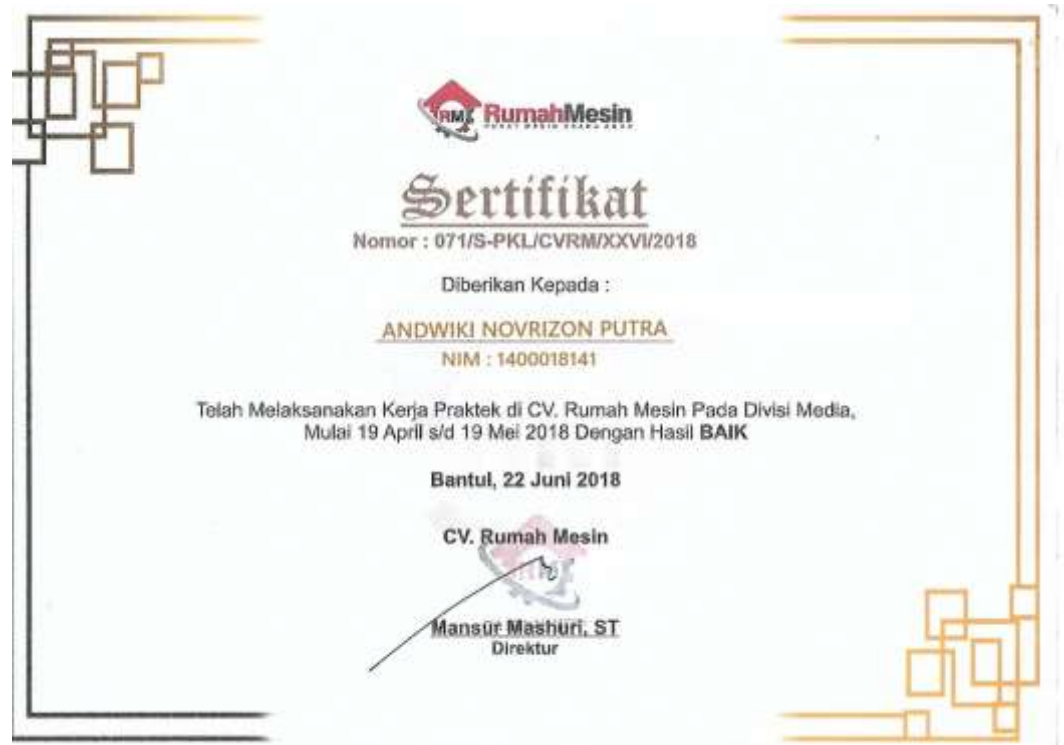 RM RumahMesin
Sertifikat
Nomor : 071/S-PKL/CVRM/XXVI/2018
Diberikan Kepada :
ANDWIKI NOVRIZON PUTRA
NIM : 1400018141
Telah Melaksanakan Kerja Praktek di CV. Rumah Mesin Pada Divisi Media,
Mulai 19 April s/d 19 Mei 2018 Dengan Hasil BAIK
Bantul, 22 Juni 2018
CV. Rumah Mesin
RM
Mansur Mashuri, ST
Direktur